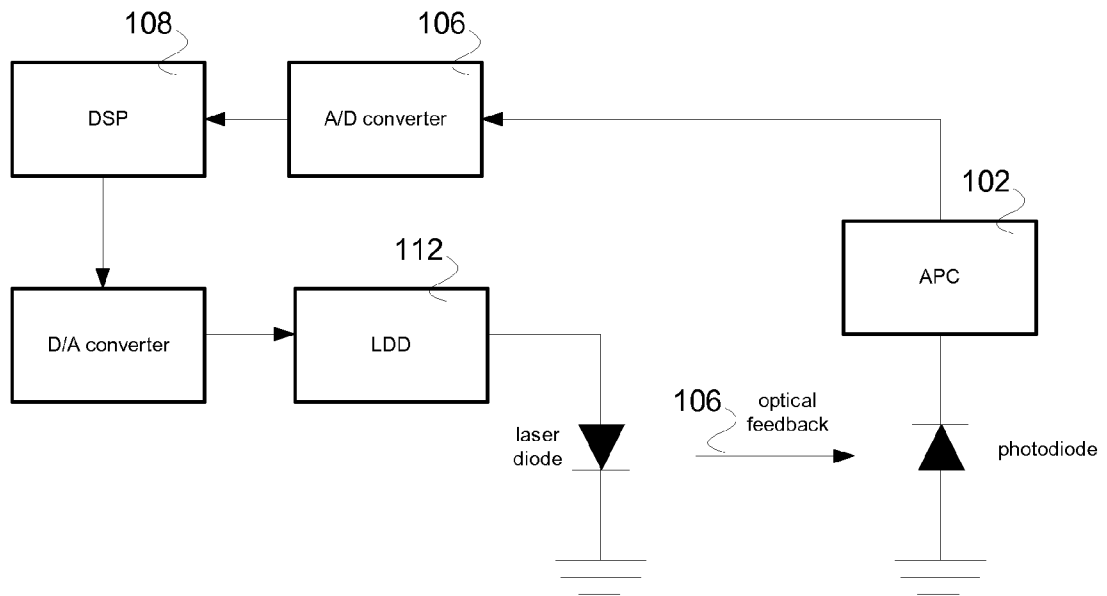 108
106
DSP
A/D converter
102
APC
112
D/A converter
LDD
106
optical
feedback
laser
diode
photodiode